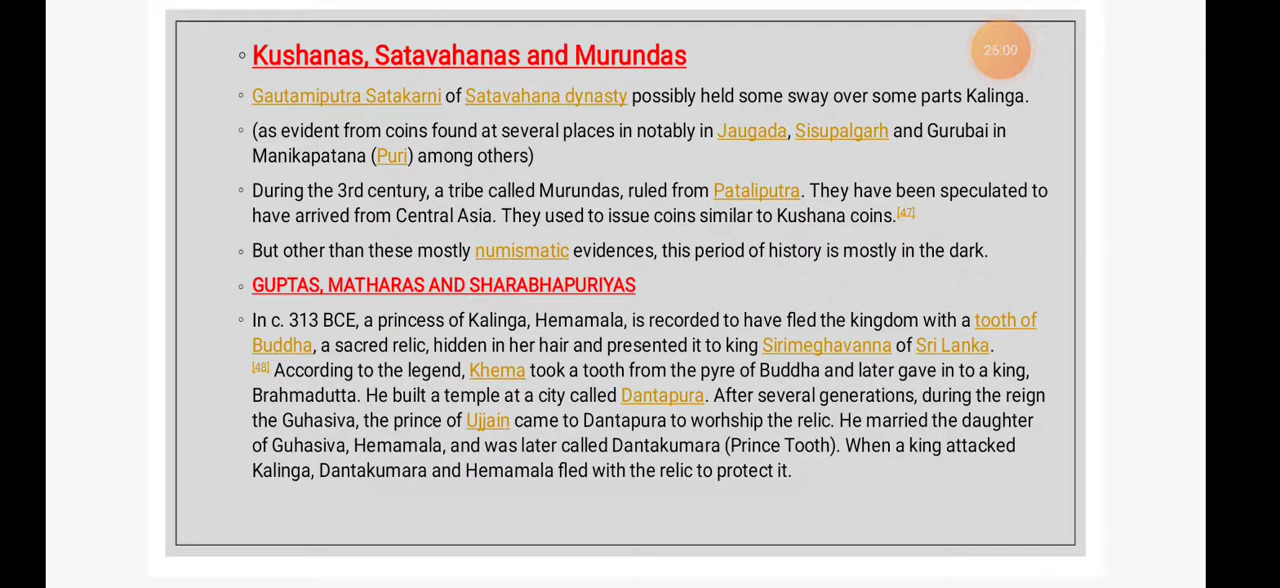 Kushanas, Satavahanas and Murundas
26:00
Gautamiputra Satakarni of Satavahana dynasty possibly held some sway over some parts Kalinga.
(as evident from coins found at several places in notably in Jaugada, Sisupalgarh and Gurubai in
Manikapatana (Puri) among others)
During the 3rd century, a tribe called Murundas, ruled from Pataliputra. They have been speculated to
have arrived from Central Asia. They used to issue coins similar to Kushana coins.[47]
But other than these mostly numismatic evidences, this period of history is mostly in the dark.
GUPTAS, MATHARAS AND SHARABHAPURIYAS
In c. 313 BCE, a princess of Kalinga, Hemamala, is recorded to have fled the kingdom with a tooth of
Buddha, a sacred relic, hidden in her hair and presented it to king Sirimeghavanna of Sri Lanka.
[48] According to the legend, Khema took a tooth from the pyre of Buddha and later gave in to a king,
Brahmadutta. He built a temple at a city called Dantapura. After several generations, during the reign
the Guhasiva, the prince of Ujjain came to Dantapura to worhship the relic. He married the daughter
of Guhasiva, Hemamala, and was later called Dantakumara (Prince Tooth). When a king attacked
Kalinga, Dantakumara and Hemamala fled with the relic to protect it.